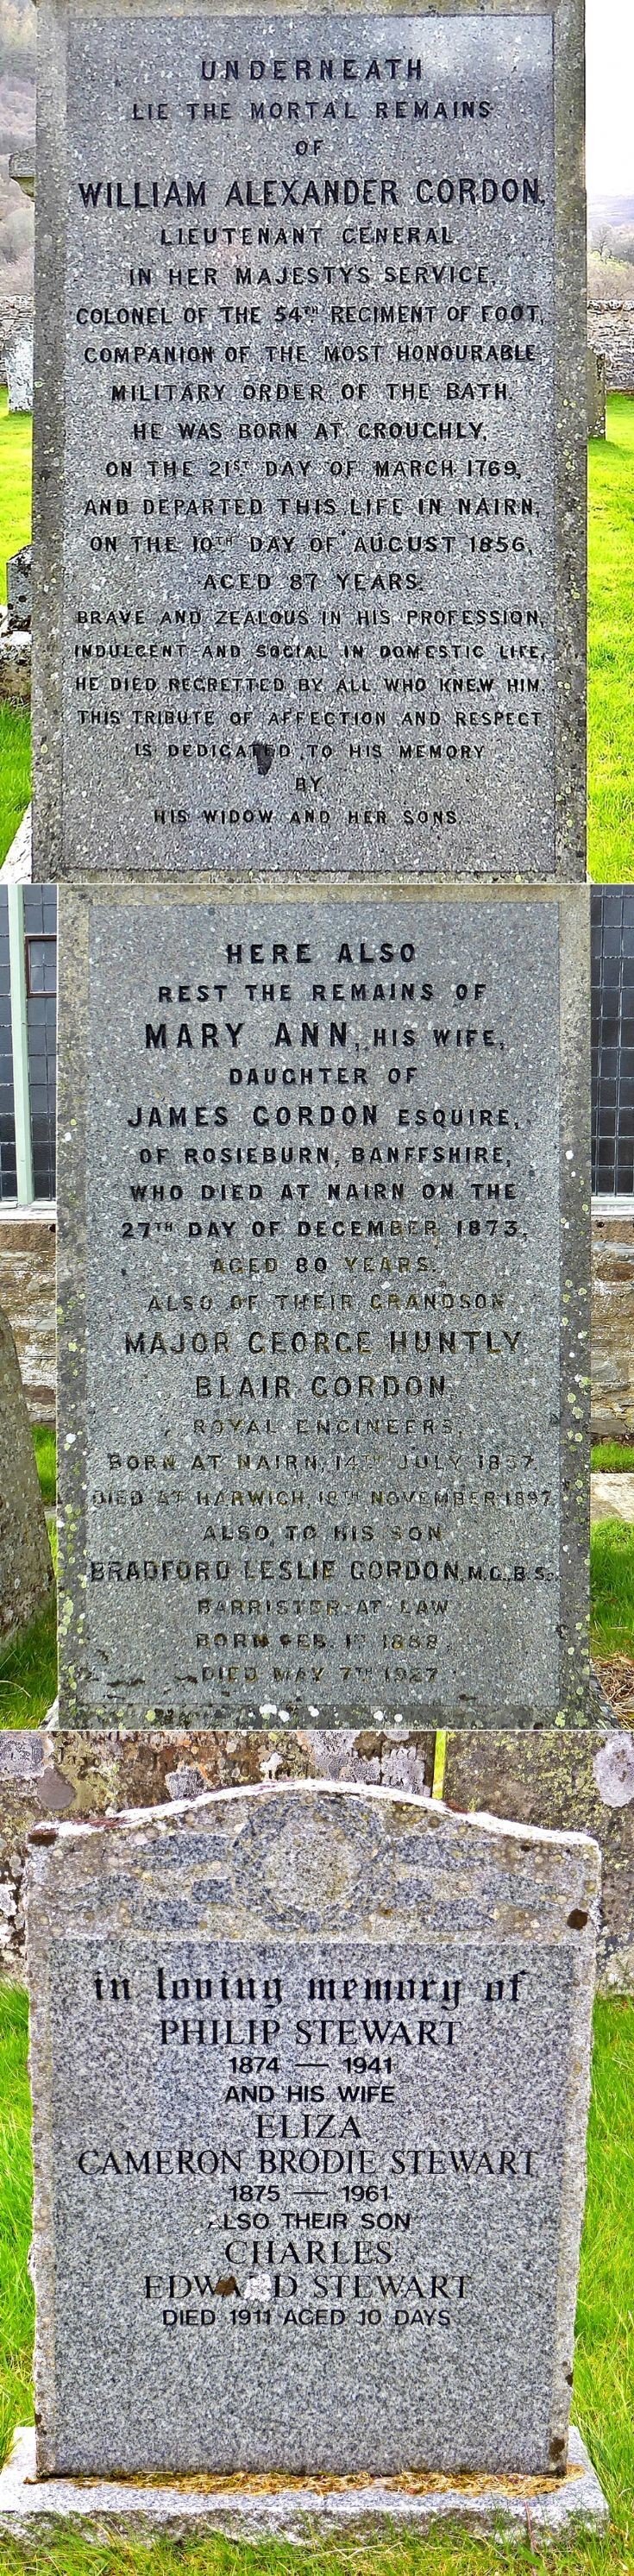 UNDERNEATH
LIE THE MORTAL REMAINS
OF
WILLIAM ALEXANDER GORDON,
LIEUTENANT GENERAL
IN HER MAJESTYS SERVICE,
COLONEL OF THE 54TH REGIMENT OF FOOT,
COMPANION OF THE MOST HONOURABLE
MILITARY ORDER OF THE BATH.
HE WAS BORN AT CROUCHLY,
ON THE 21ST DAY OF MARCH 1769,
AND DEPARTED THIS LIFE IN NAIRN,
ON THE 10TH DAY OF AUGUST 1856,
AGED 87 YEARS.
BRAVE AND ZEALOUS IN HIS PROFESSION,
INDULGENT AND SOCIAL IN DOMESTIC LIFE,
HE DIED REGRETTED BY ALL WHO KNEW HIM.
THIS TRIBUTE OF AFFECTION AND RESPECT
IS DEDICATED TO HIS MEMORY
BY
HIS WIDOW AND HER SONS.
HERE ALSO
REST THE REMAINS OF
MARY ANN, HIS WIFE,
DAUGHTER OF
JAMES GORDON ESQUIRE,
OF ROSIEBURN, BANFFSHIRE,
WHO DIED AT NAIRN ON THE
27TH DAY OF DECEMBER 1873,
AGED 80 YEARS.
ALSO OF THEIR GRANDSON
MAJOR GEORGE HUNTLY
BLAIR GORDON,
ROYAL ENGINEERS,
BORN AT NAIRN, 14TH JULY 1857,
DIED AT HARWICH, 18TH NOVEMBER 1897,
ALSO TO HIS SON
BRADFORD LESLIE GORDON, M.C., B.S.,
BARRISTER-AT LAW
BORN FEB. 1888,
DIED MAY 7TH 1927
in loving memory of
PHILIP STEWART
1874 — 1941
AND HIS WIFE
ELIZA
CAMERON BRODIE STEWART
1875 — 1961
ALSO THEIR SON
CHARLES
EDWARD STEWART
DIED 1911 AGED 10 DAYS